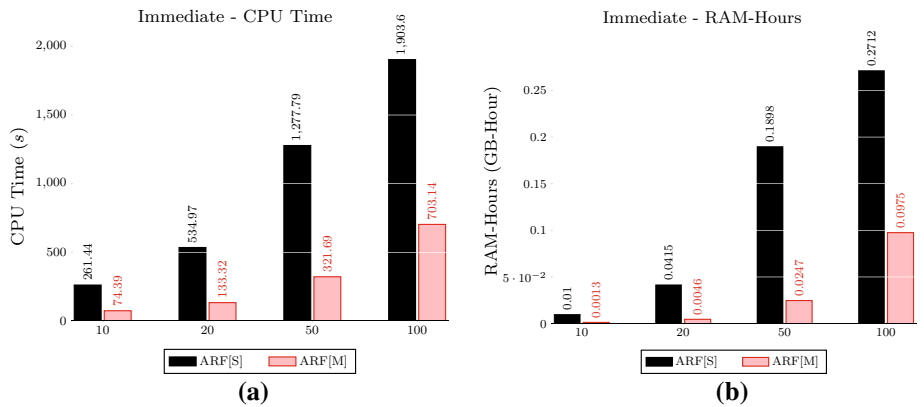 Immediate - CPU Time
CPU Time (s)
2,000
1,500
1,000
500
0
261.44
74.39
534.97
133.32
1,277.79
321.69
1,903.6
703.14
10 20 50 100
ARF[S] ARF[M]
(a)
Immediate - RAM-Hours
RAM-Hours (GB-Hour)
0.25
0.2
0.15
0.1
5 · 10⁻²
0
0.01
0.0013
0.0415
0.0046
0.1898
0.0247
0.2712
0.0975
10 20 50 100
ARF[S] ARF[M]
(b)